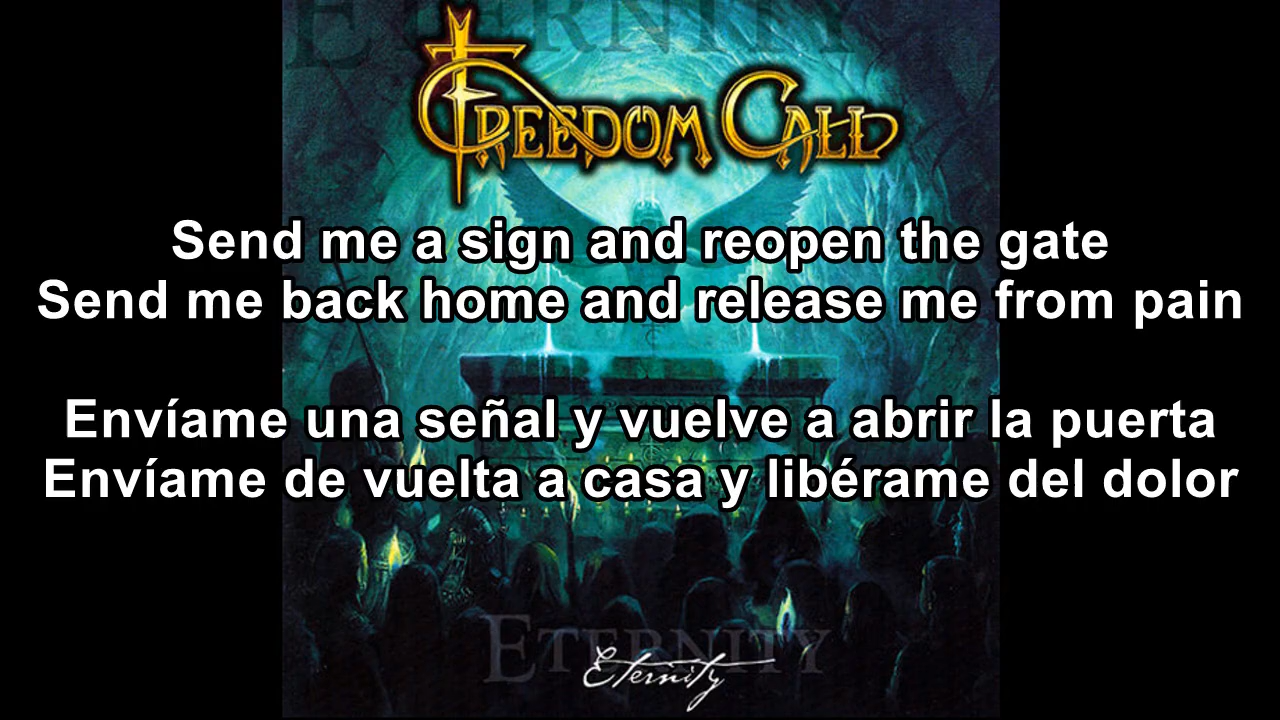 ETERNITY
FREEDOM CALL
Send me a sign and reopen the gate
Send me back home and release me from pain
Envíame una señal y vuelve a abrir la puerta
Envíame de vuelta a casa y libérame del dolor
ETERNITY
Eternity